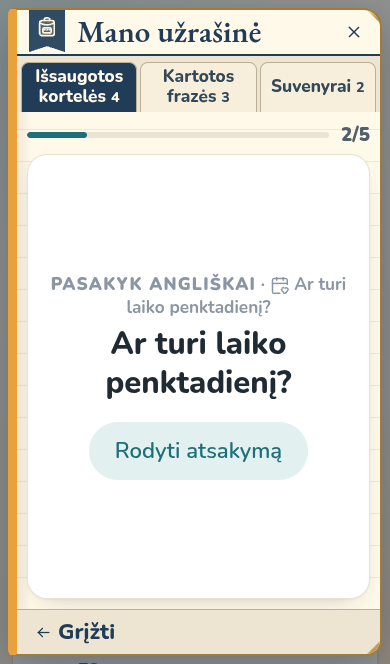 Mano užrašinė
Išsaugotos
kortelės 4
Kartotos
frazės 3
Suvenyrai 2
2/5
PASAKYK ANGLIŠKAI · Ar turi
laiko penktadienį?
Ar turi laiko
penktadienį?
Rodyti atsakymą
← Grįžti